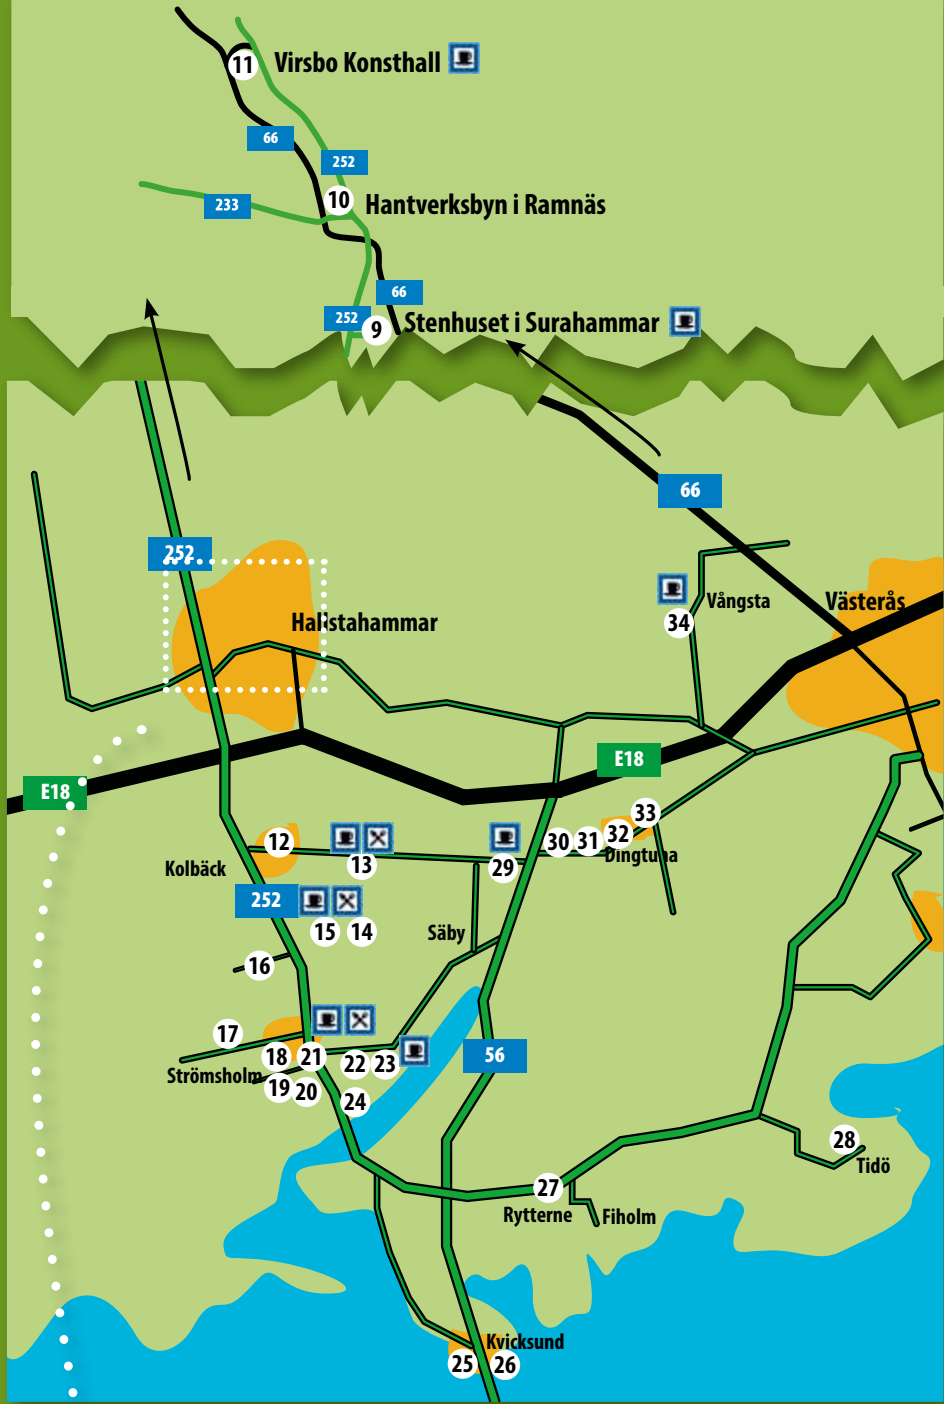 11 Virsbo Konsthall
66
252
233
10 Hantverksbyn i Ramnäs
66
252
9 Stenhuset i Surahammar
66
252
Vångsta
34
Västerås
Hallstahammar
E18
E18
33
12
13
29
30
31
32
Dingtuna
Kolbäck
252
15
14
Säby
16
17
18
21
22
23
56
Strömsholm
19
20
24
28
Tidö
27
Rytterne
Fiholm
Kvicksund
25
26